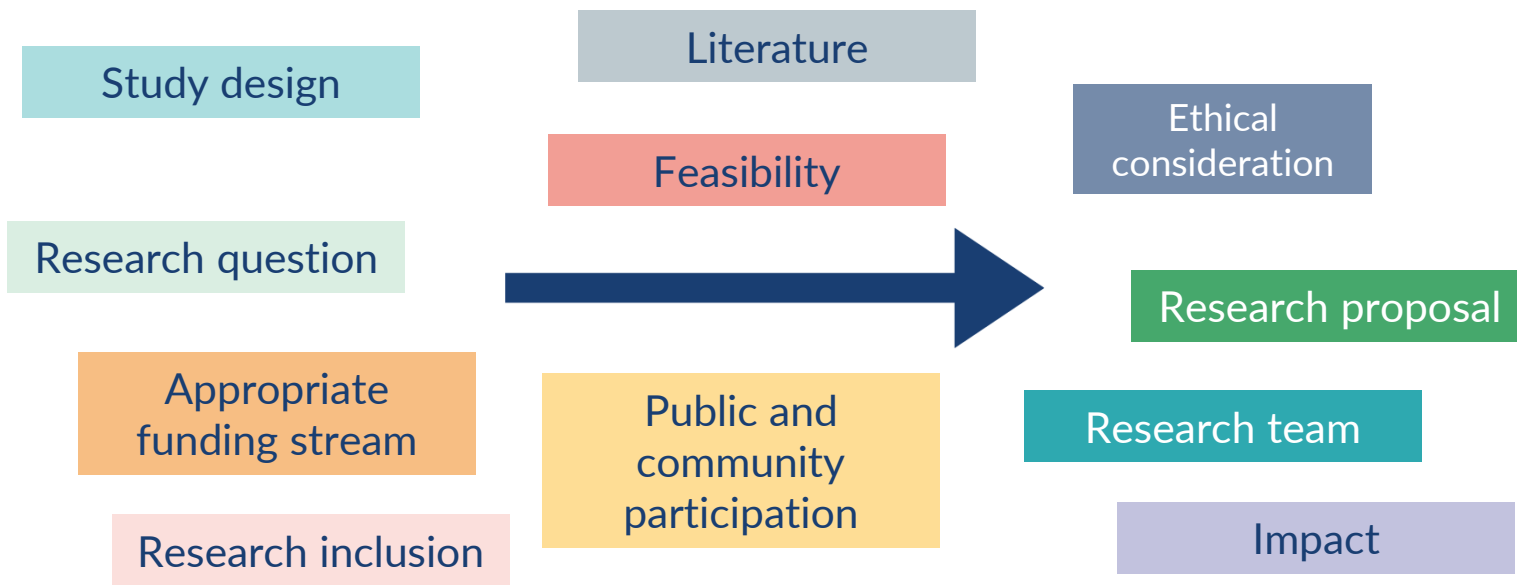 Study design
Literature
Ethical
consideration
Feasibility
Research question
Research proposal
Appropriate
funding stream
Public and
community
participation
Research team
Research inclusion
Impact